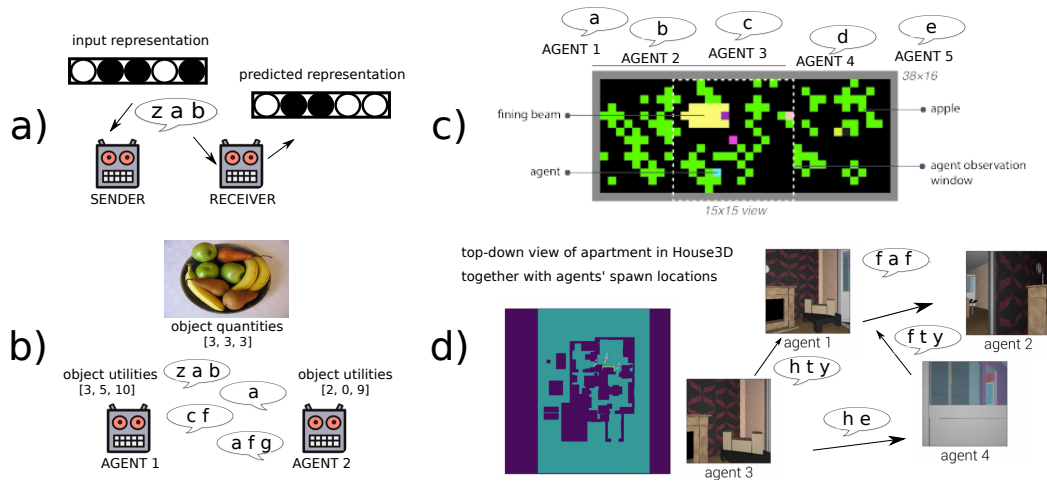 a)
input representation
predicted representation
z a b
SENDER
RECEIVER
b)
object quantities
[3, 3, 3]
object utilities
[3, 5, 10]
object utilities
[2, 0, 9]
z a b
a
c f
a f g
AGENT 1
AGENT 2
c)
a
b
c
d
e
AGENT 1
AGENT 2
AGENT 3
AGENT 4
AGENT 5
38×16
fining beam
apple
agent
agent observation
window
15x15 view
d)
top-down view of apartment in House3D
together with agents' spawn locations
f a f
agent 1
agent 2
f t y
h t y
h e
agent 3
agent 4